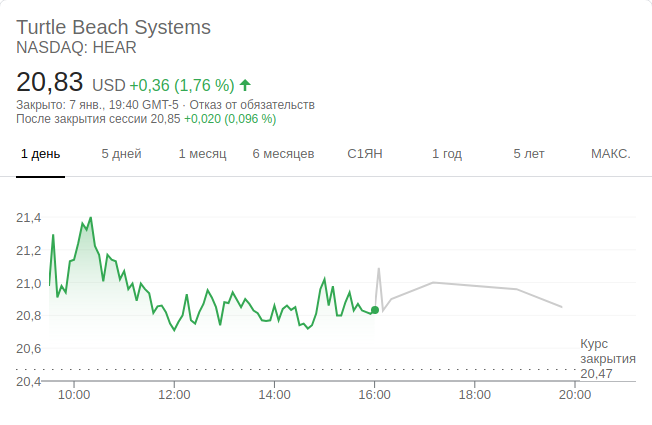 Turtle Beach Systems
NASDAQ: HEAR
20,83 USD +0,36 (1,76 %)
Закрыто: 7 янв., 19:40 GMT-5 · Отказ от обязательств
После закрытия сессии 20,85 +0,020 (0,096 %)
1 день 5 дней 1 месяц 6 месяцев С1ЯН 1 год 5 лет МАКС.
21,4
21,2
21,0
20,8
20,6
20,4
Курс
закрытия
20,47
10:00 12:00 14:00 16:00 18:00 20:00